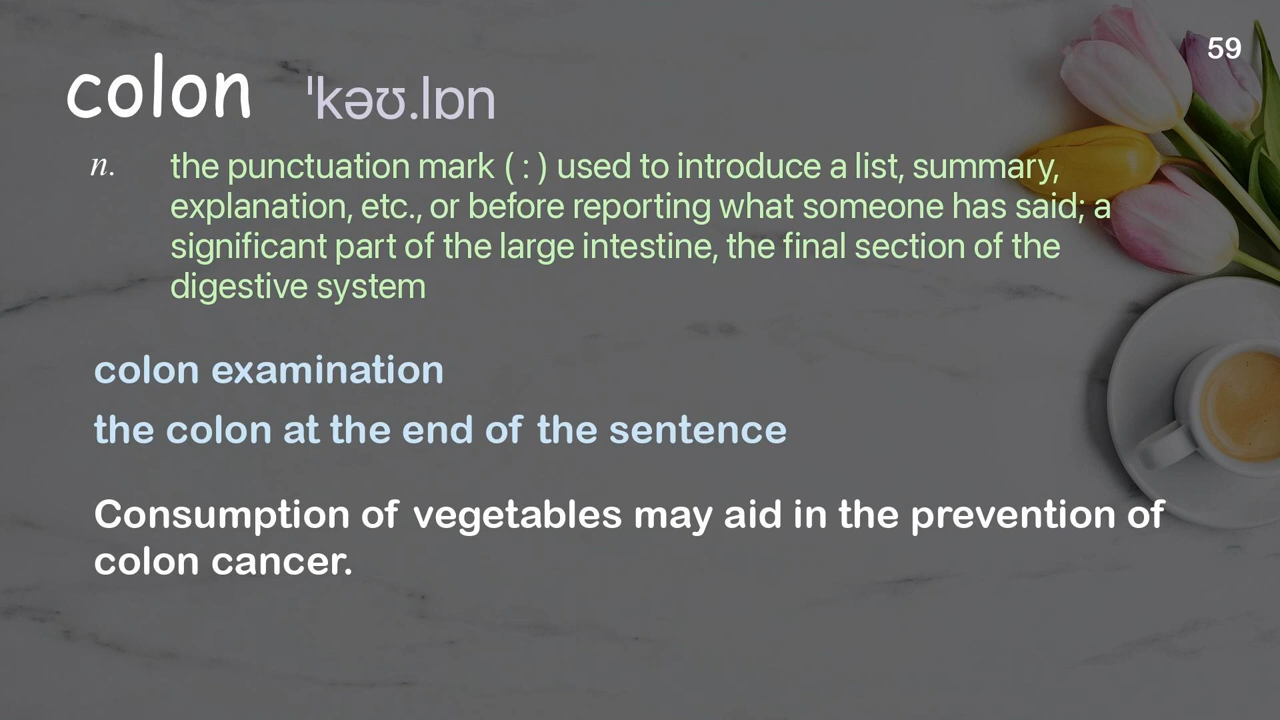 59
colon ˈkəʊ.lɒn
n. the punctuation mark ( : ) used to introduce a list, summary,
explanation, etc., or before reporting what someone has said; a
significant part of the large intestine, the final section of the
digestive system
colon examination
the colon at the end of the sentence
Consumption of vegetables may aid in the prevention of
colon cancer.